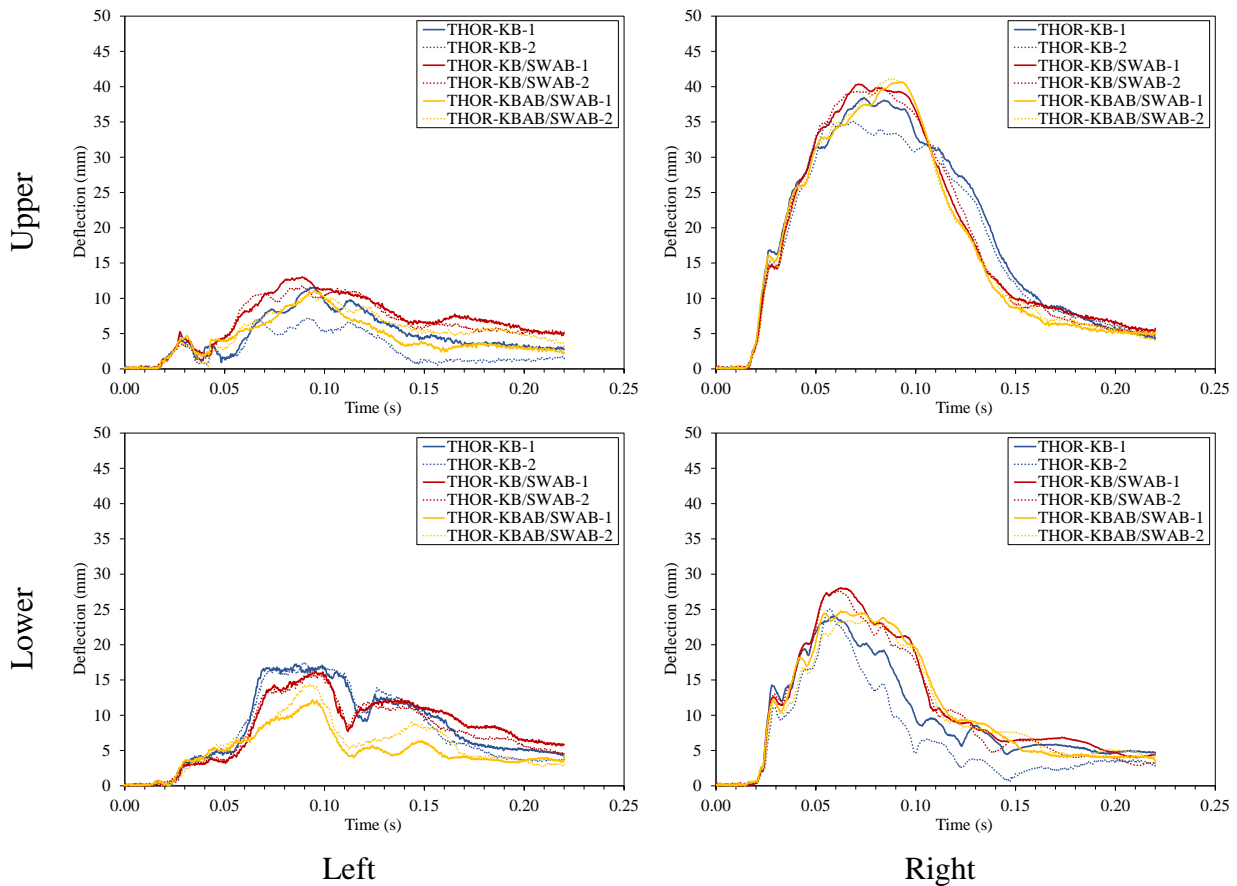 Upper
50
45
40
35
30
25
20
15
10
5
0
Deflection (mm)
THOR-KB-1
THOR-KB-2
THOR-KB/SWAB-1
THOR-KB/SWAB-2
THOR-KBAB/SWAB-1
THOR-KBAB/SWAB-2
0.00 0.05 0.10 0.15 0.20 0.25
Time (s)
50
45
40
35
30
25
20
15
10
5
0
Deflection (mm)
THOR-KB-1
THOR-KB-2
THOR-KB/SWAB-1
THOR-KB/SWAB-2
THOR-KBAB/SWAB-1
THOR-KBAB/SWAB-2
0.00 0.05 0.10 0.15 0.20 0.25
Time (s)
Lower
50
45
40
35
30
25
20
15
10
5
0
Deflection (mm)
THOR-KB-1
THOR-KB-2
THOR-KB/SWAB-1
THOR-KB/SWAB-2
THOR-KBAB/SWAB-1
THOR-KBAB/SWAB-2
0.00 0.05 0.10 0.15 0.20 0.25
Time (s)
50
45
40
35
30
25
20
15
10
5
0
Deflection (mm)
THOR-KB-1
THOR-KB-2
THOR-KB/SWAB-1
THOR-KB/SWAB-2
THOR-KBAB/SWAB-1
THOR-KBAB/SWAB-2
0.00 0.05 0.10 0.15 0.20 0.25
Time (s)
Left
Right